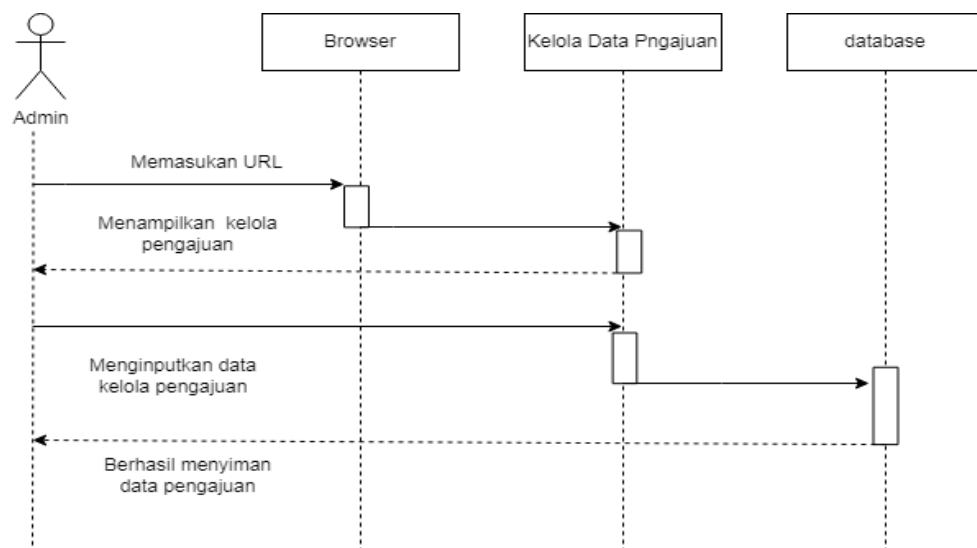 Browser
Kelola Data Pngajuan
database
Admin
Memasukan URL
Menampilkan kelola
pengajuan
Menginputkan data
kelola pengajuan
Berhasil menyiman
data pengajuan